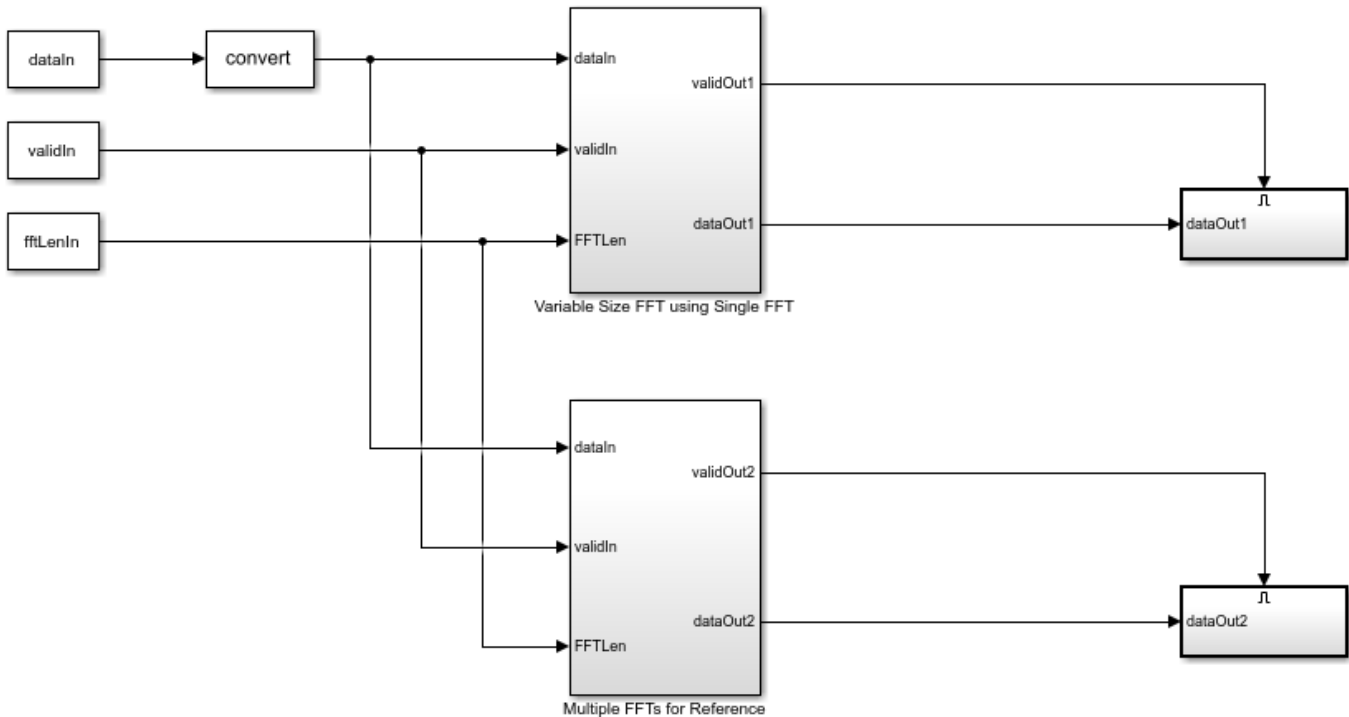 dataIn
convert
validIn
fftLenIn
dataIn
validIn
FFTLen
validOut1
dataOut1
Variable Size FFT using Single FFT
dataOut1
dataIn
validIn
FFTLen
validOut2
dataOut2
Multiple FFTs for Reference
dataOut2